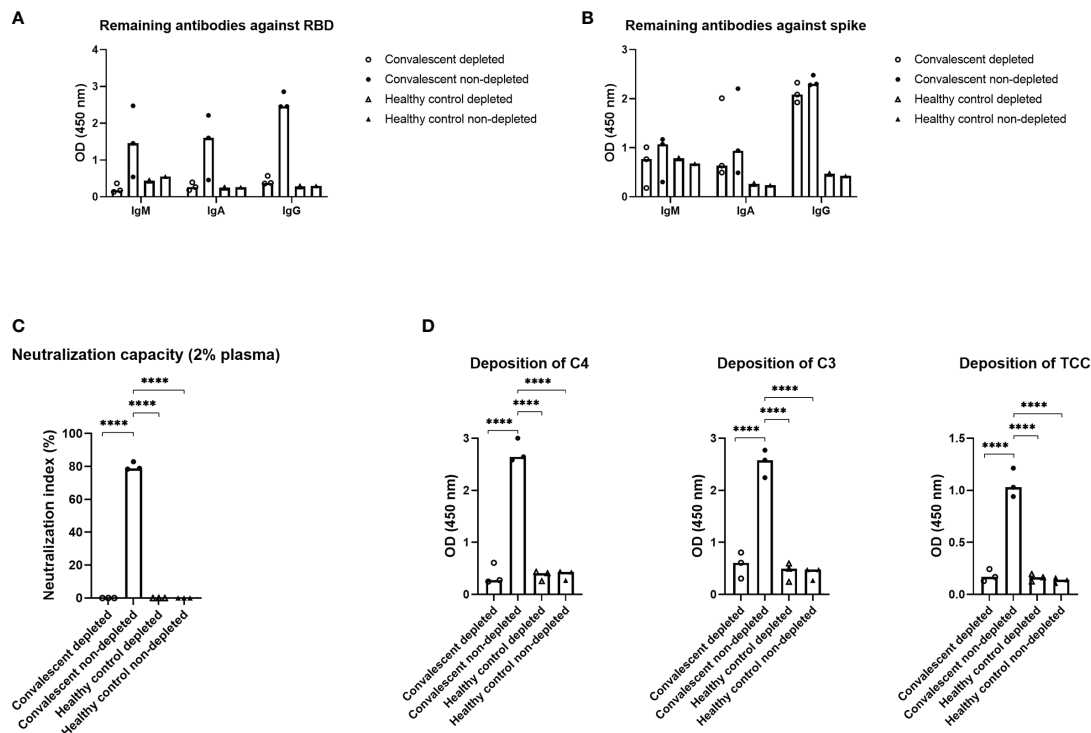 A
Remaining antibodies against RBD
4
3
2
1
0
OD (450 nm)
IgM IgA IgG
Convalescent depleted
Convalescent non-depleted
Healthy control depleted
Healthy control non-depleted
B
Remaining antibodies against spike
3
2
1
0
OD (450 nm)
IgM IgA IgG
Convalescent depleted
Convalescent non-depleted
Healthy control depleted
Healthy control non-depleted
C
Neutralization capacity (2% plasma)
****
****
****
100
80
60
40
20
0
Neutralization index (%)
Convalescent depleted
Convalescent non-depleted
Healthy control depleted
Healthy control non-depleted
D
Deposition of C4
****
****
****
3
2
1
0
OD (450 nm)
Convalescent depleted
Convalescent non-depleted
Healthy control depleted
Healthy control non-depleted
Deposition of C3
****
****
****
3
2
1
0
OD (450 nm)
Convalescent depleted
Convalescent non-depleted
Healthy control depleted
Healthy control non-depleted
Deposition of TCC
****
****
****
1.5
1.0
0.5
0.0
OD (450 nm)
Convalescent depleted
Convalescent non-depleted
Healthy control depleted
Healthy control non-depleted